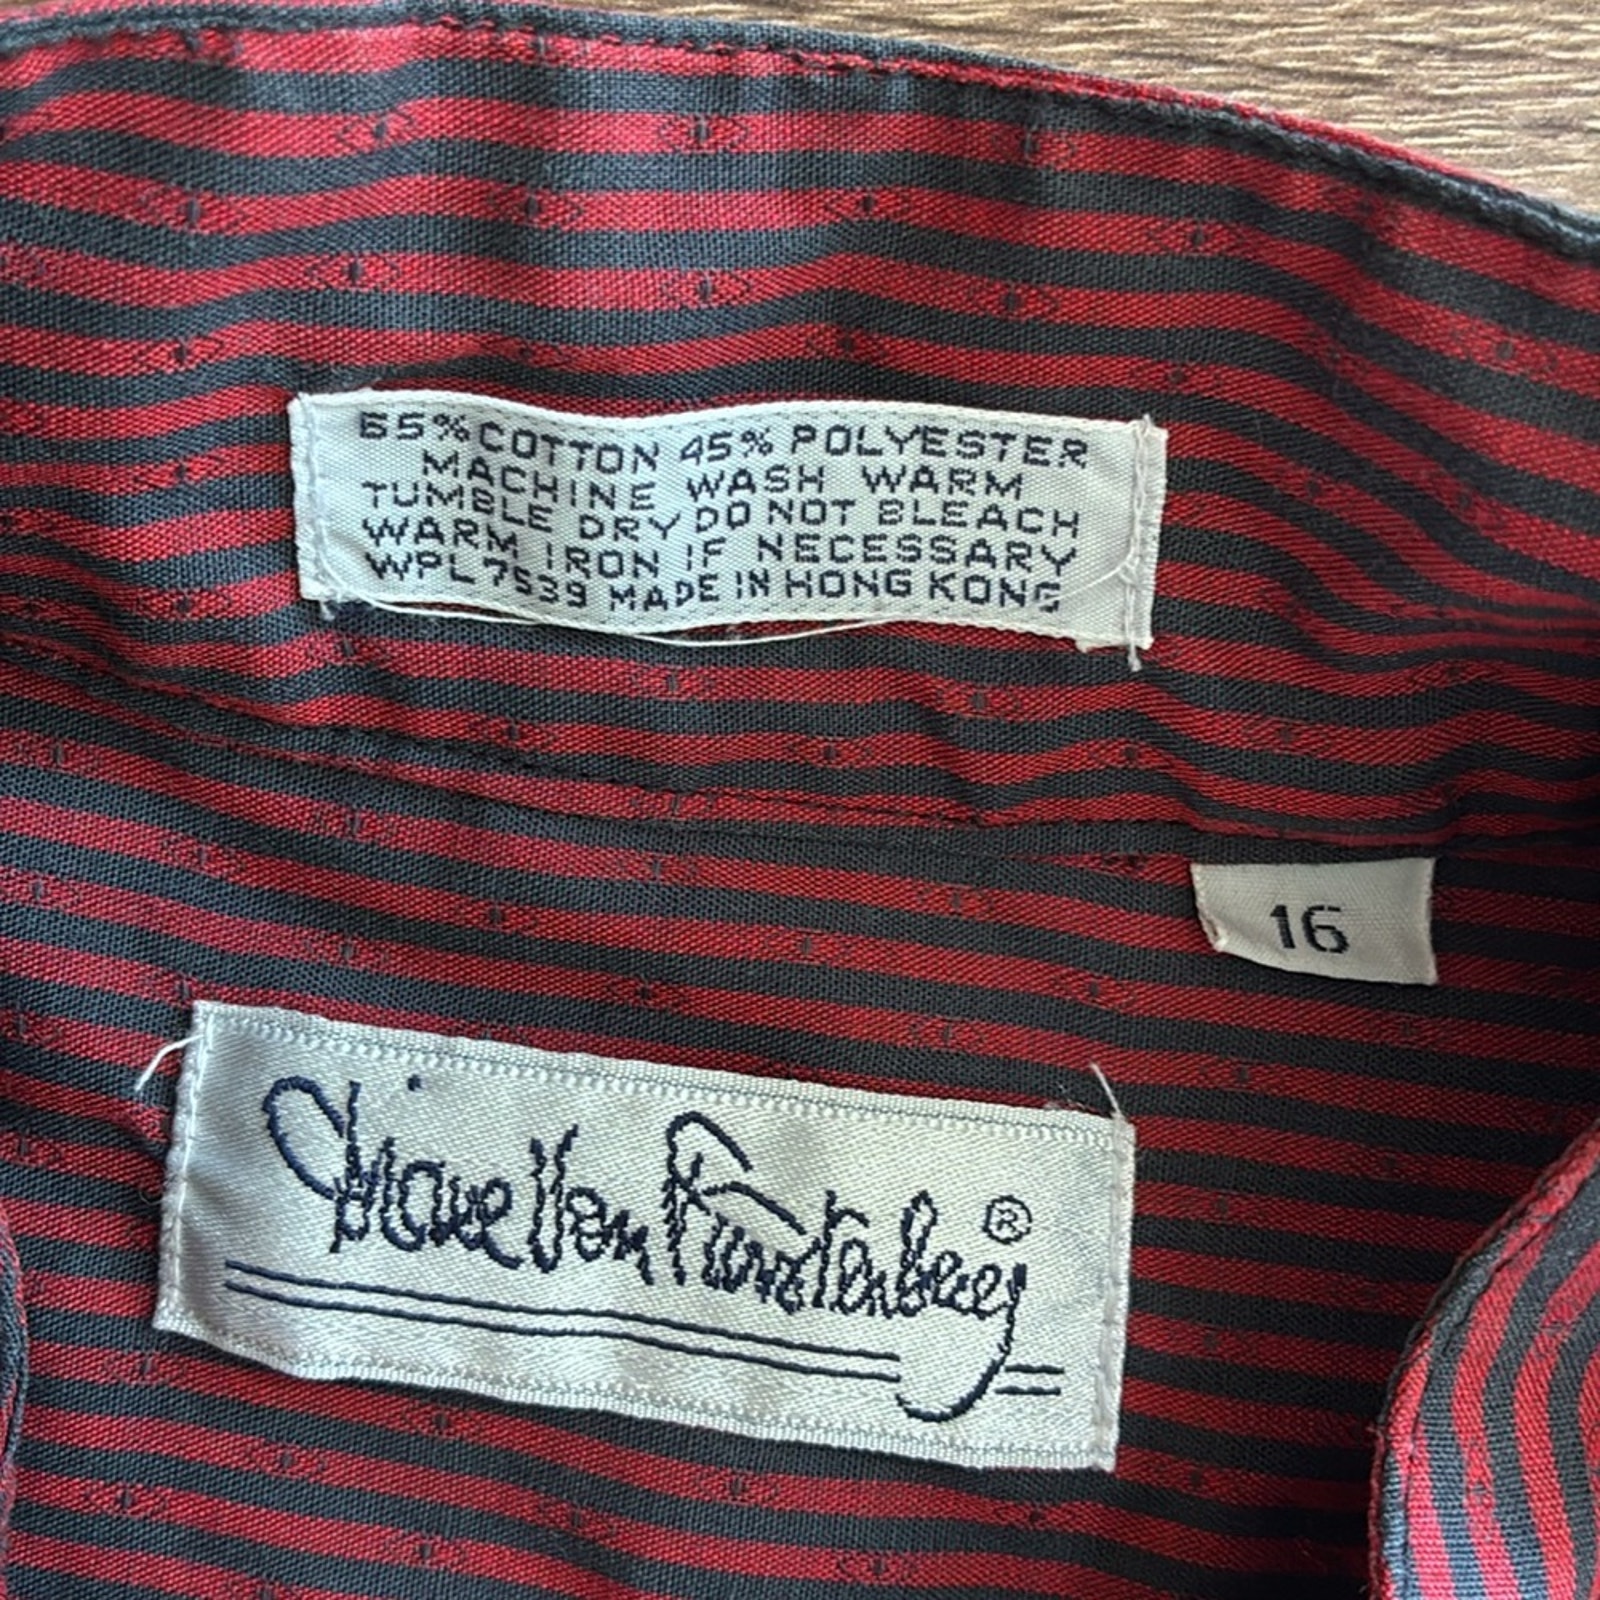 55% COTTON 45% POLYESTER
MACHINE WASH WARM
TUMBLE DRY DO NOT BLEACH
WARM IRON IF NECESSARY
WPL 7539 MADE IN HONG KONG
16
Diane Von Furstenberg ®